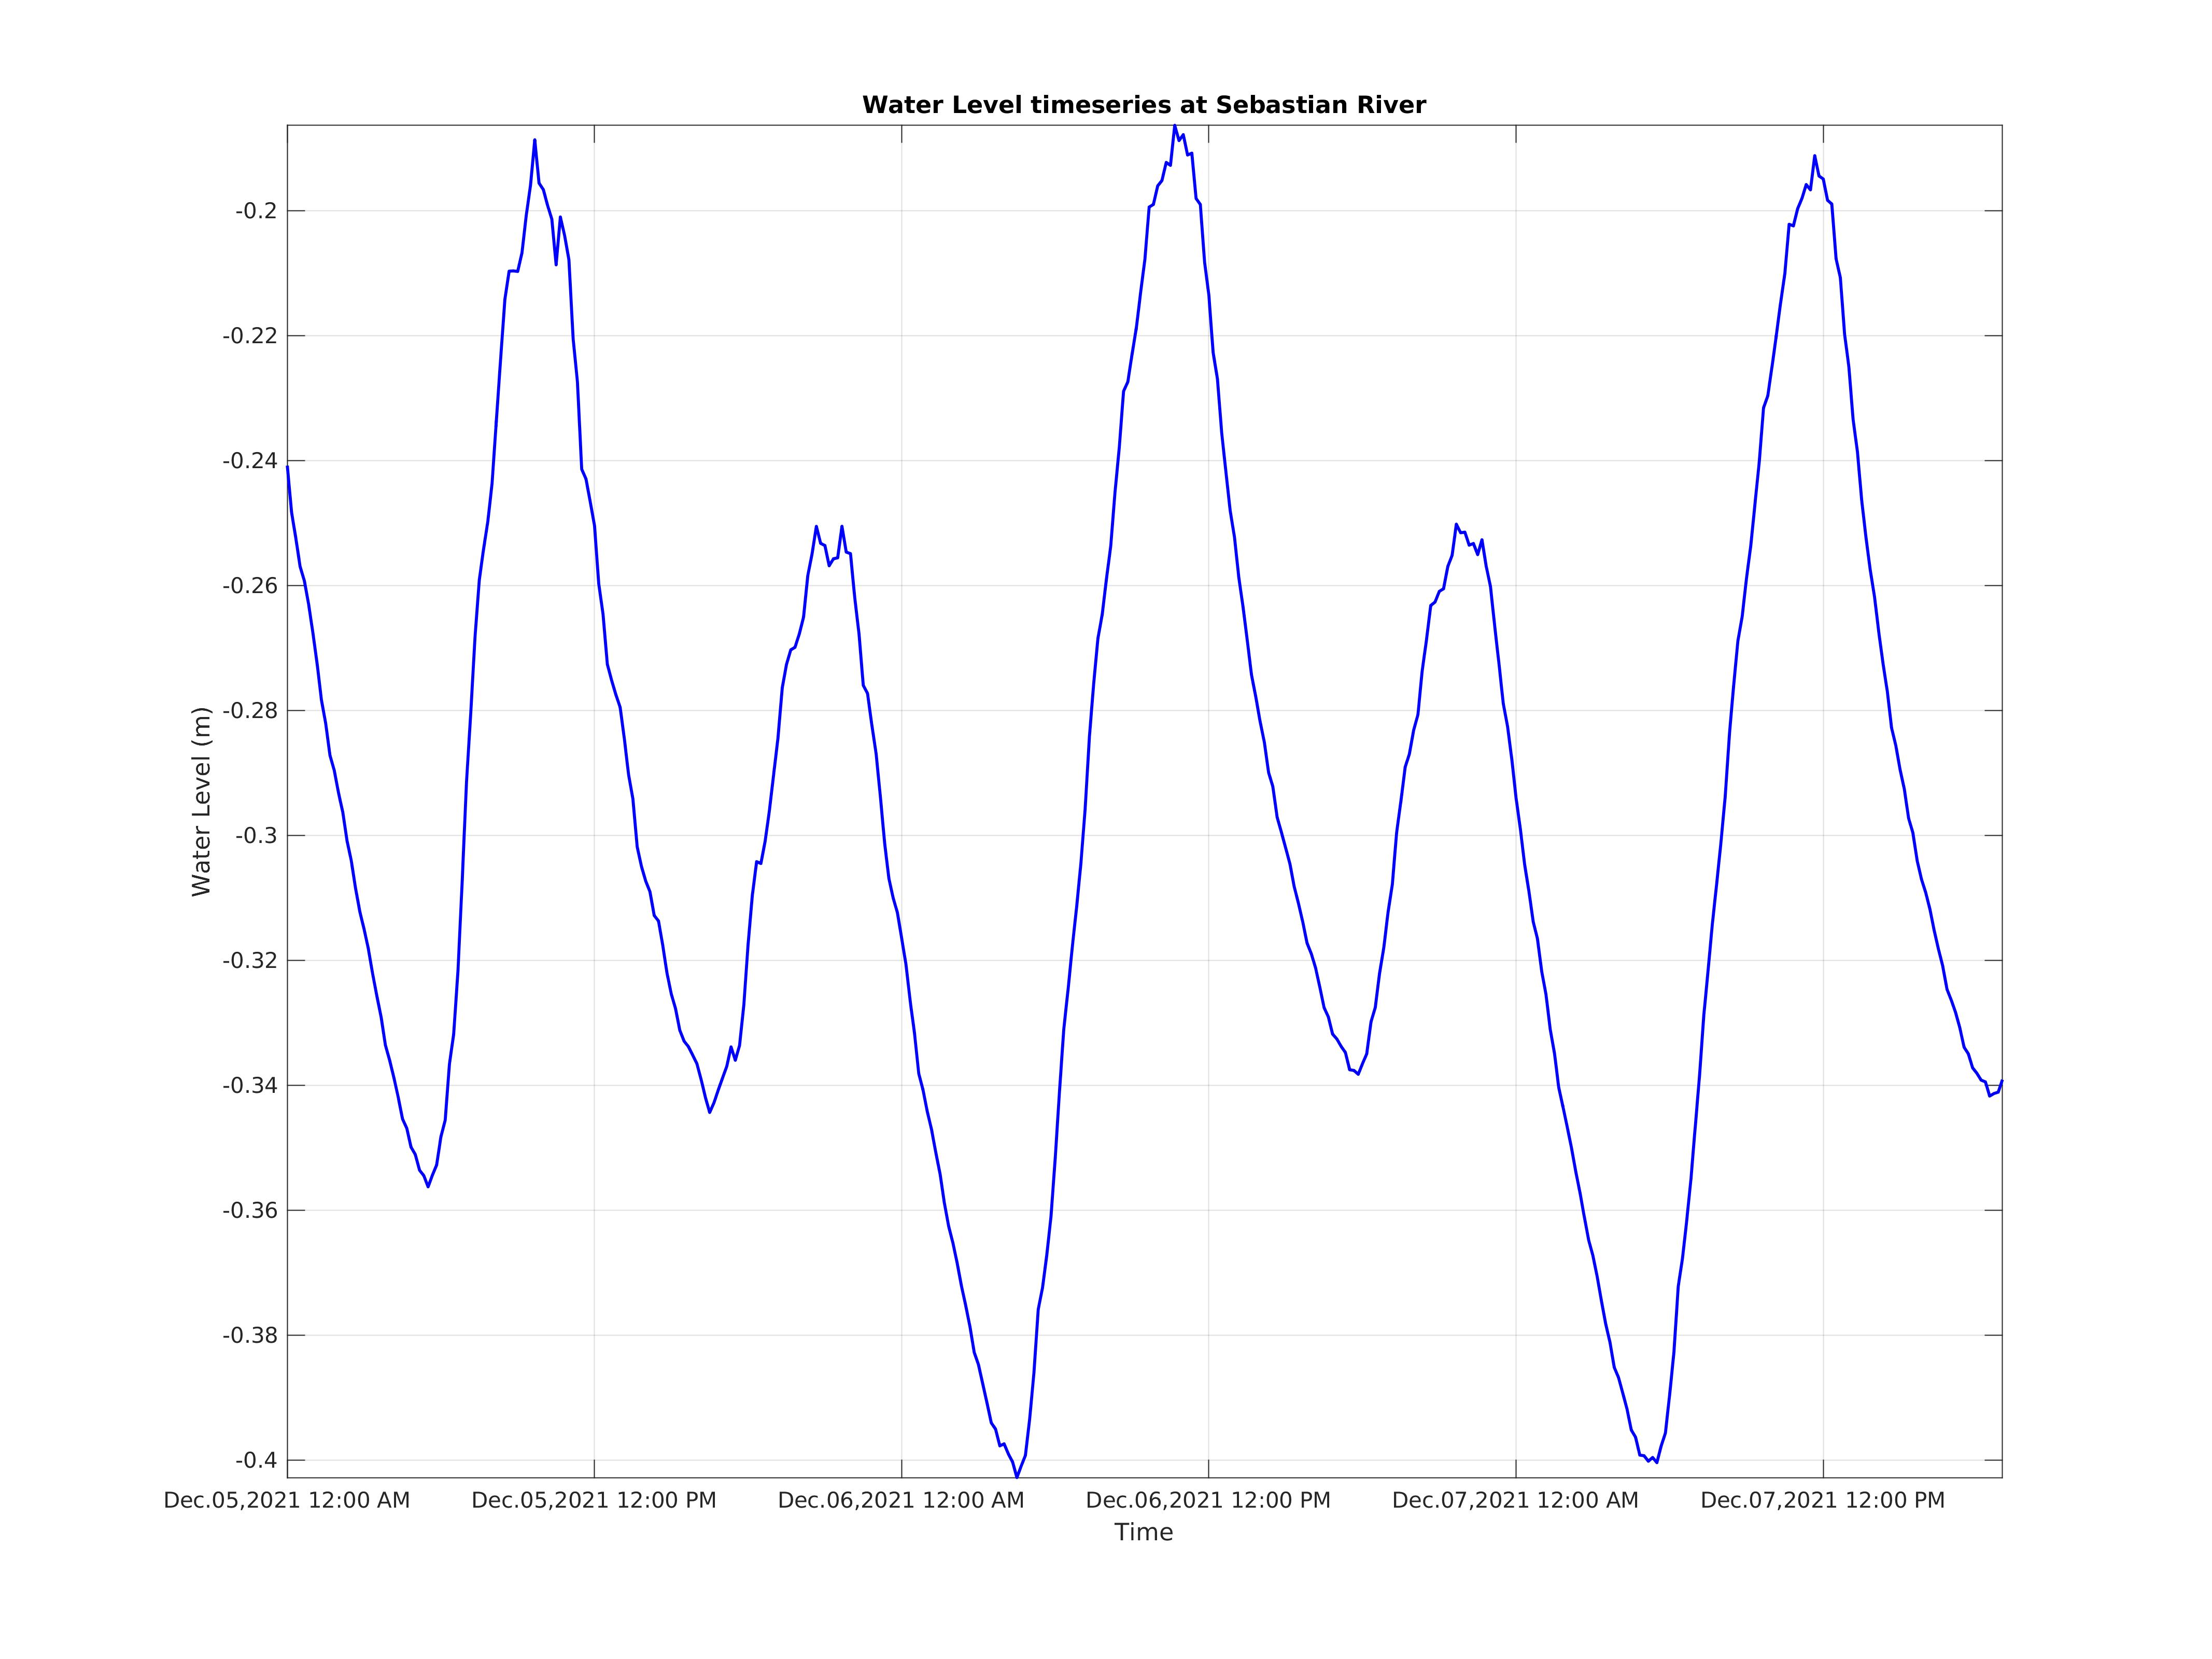 Water Level timeseries at Sebastian River
Water Level (m)
-0.2
-0.22
-0.24
-0.26
-0.28
-0.3
-0.32
-0.34
-0.36
-0.38
-0.4
Dec.05,2021 12:00 AM Dec.05,2021 12:00 PM Dec.06,2021 12:00 AM Dec.06,2021 12:00 PM Dec.07,2021 12:00 AM Dec.07,2021 12:00 PM
Time